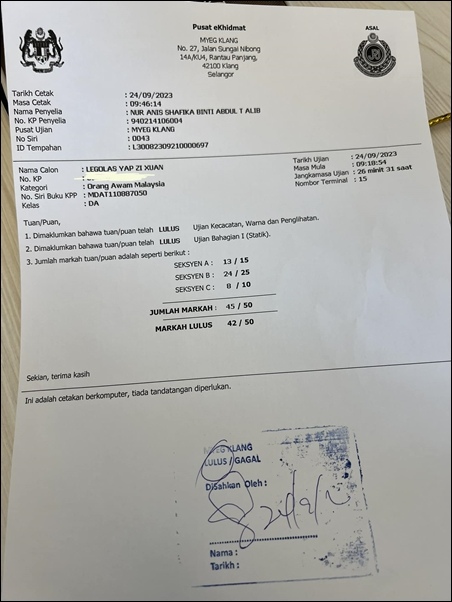 Pusat eKhidmat
ASAL
MYEG KLANG
No. 27, Jalan Sungai Nibong
14A/KU4, Rantau Panjang,
42100 Klang
Selangor
Tarikh Cetak : 24/09/2023
Masa Cetak : 09:46:14
Nama Penyelia : NUR ANIS SHAFIKA BINTI ABDUL T ALIB
No. KP Penyelia : 940214106004
Pusat Ujian : MYEG KLANG
No Siri : 0043
ID Tempahan : L30082309210000697
Nama Calon : LEGOLAS YAP ZI XUAN
No. KP :
Kategori : Orang Awam Malaysia
No. Siri Buku KPP : MDAT110887050
Kelas : DA
Tarikh Ujian : 24/09/2023
Masa Mula : 09:18:54
Jangkamasa Ujian : 26 minit 31 saat
Nombor Terminal : 15
Tuan/Puan,
1. Dimaklumkan bahawa tuan/puan telah LULUS Ujian Kecacatan, Warna dan Penglihatan.
2. Dimaklumkan bahawa tuan/puan telah LULUS Ujian Bahagian I (Statik).
3. Jumlah markah tuan/puan adalah seperti berikut :
SEKSYEN A : 13 / 15
SEKSYEN B : 24 / 25
SEKSYEN C : 8 / 10
JUMLAH MARKAH : 45 / 50
MARKAH LULUS 42 / 50
Sekian, terima kasih
Ini adalah cetakan berkomputer, tiada tandatangan diperlukan.
MYEG KLANG
LULUS / GAGAL
Disahkan Oleh :
Nama :
Tarikh :